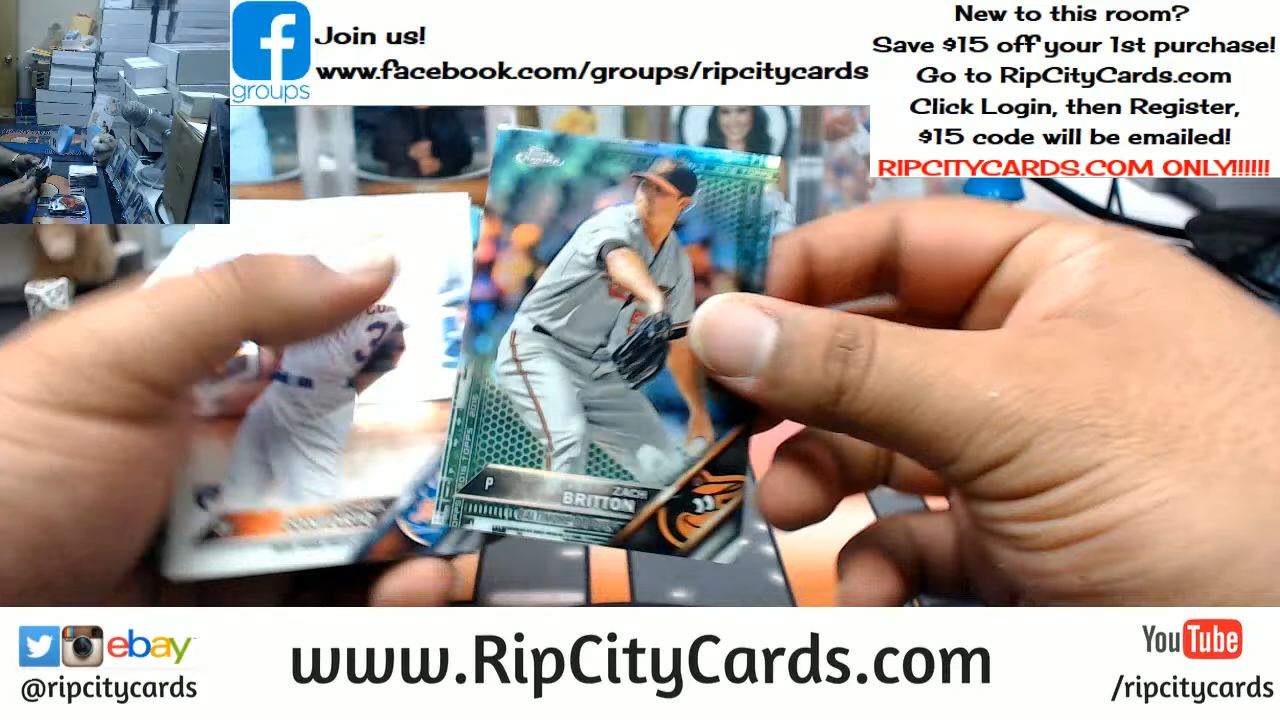 f
groups
Join us!
www.facebook.com/groups/ripcitycards
New to this room?
Save $15 off your 1st purchase!
Go to RipCityCards.com
Click Login, then Register,
$15 code will be emailed!
RIPCITYCARDS.COM ONLY!!!!!!
Chrome
P
ZACH
BRITTON
TOPPS
ebay
@ripcitycards
www.RipCityCards.com
YouTube
/ripcitycards